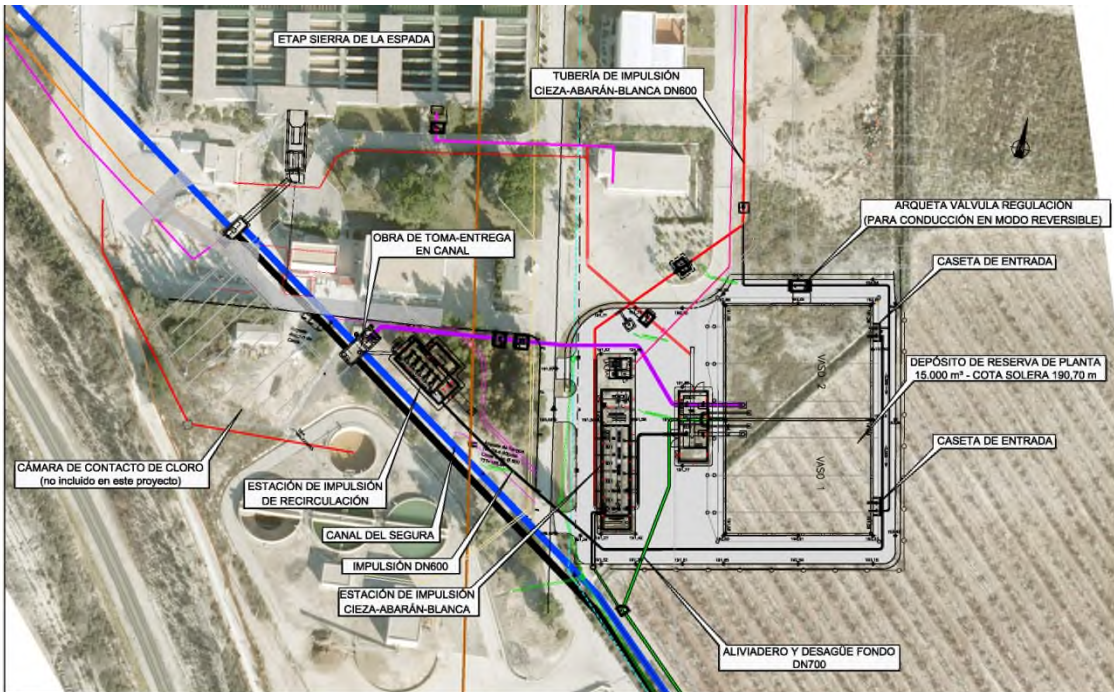 ETAP SIERRA DE LA ESPADA
TUBERÍA DE IMPULSIÓN
CIEZA-ABARÁN-BLANCA DN600
ARQUETA VÁLVULA REGULACIÓN
(PARA CONDUCCIÓN EN MODO REVERSIBLE)
OBRA DE TOMA-ENTREGA
EN CANAL
CASETA DE ENTRADA
VASO 2
DEPÓSITO DE RESERVA DE PLANTA
15.000 m³ - COTA SOLERA 190,70 m
CASETA DE ENTRADA
VASO 1
CÁMARA DE CONTACTO DE CLORO
(no incluido en este proyecto)
ESTACIÓN DE IMPULSIÓN
DE RECIRCULACIÓN
CANAL DEL SEGURA
IMPULSIÓN DN600
ESTACIÓN DE IMPULSIÓN
CIEZA-ABARÁN-BLANCA
ALIVIADERO Y DESAGÜE FONDO
DN700